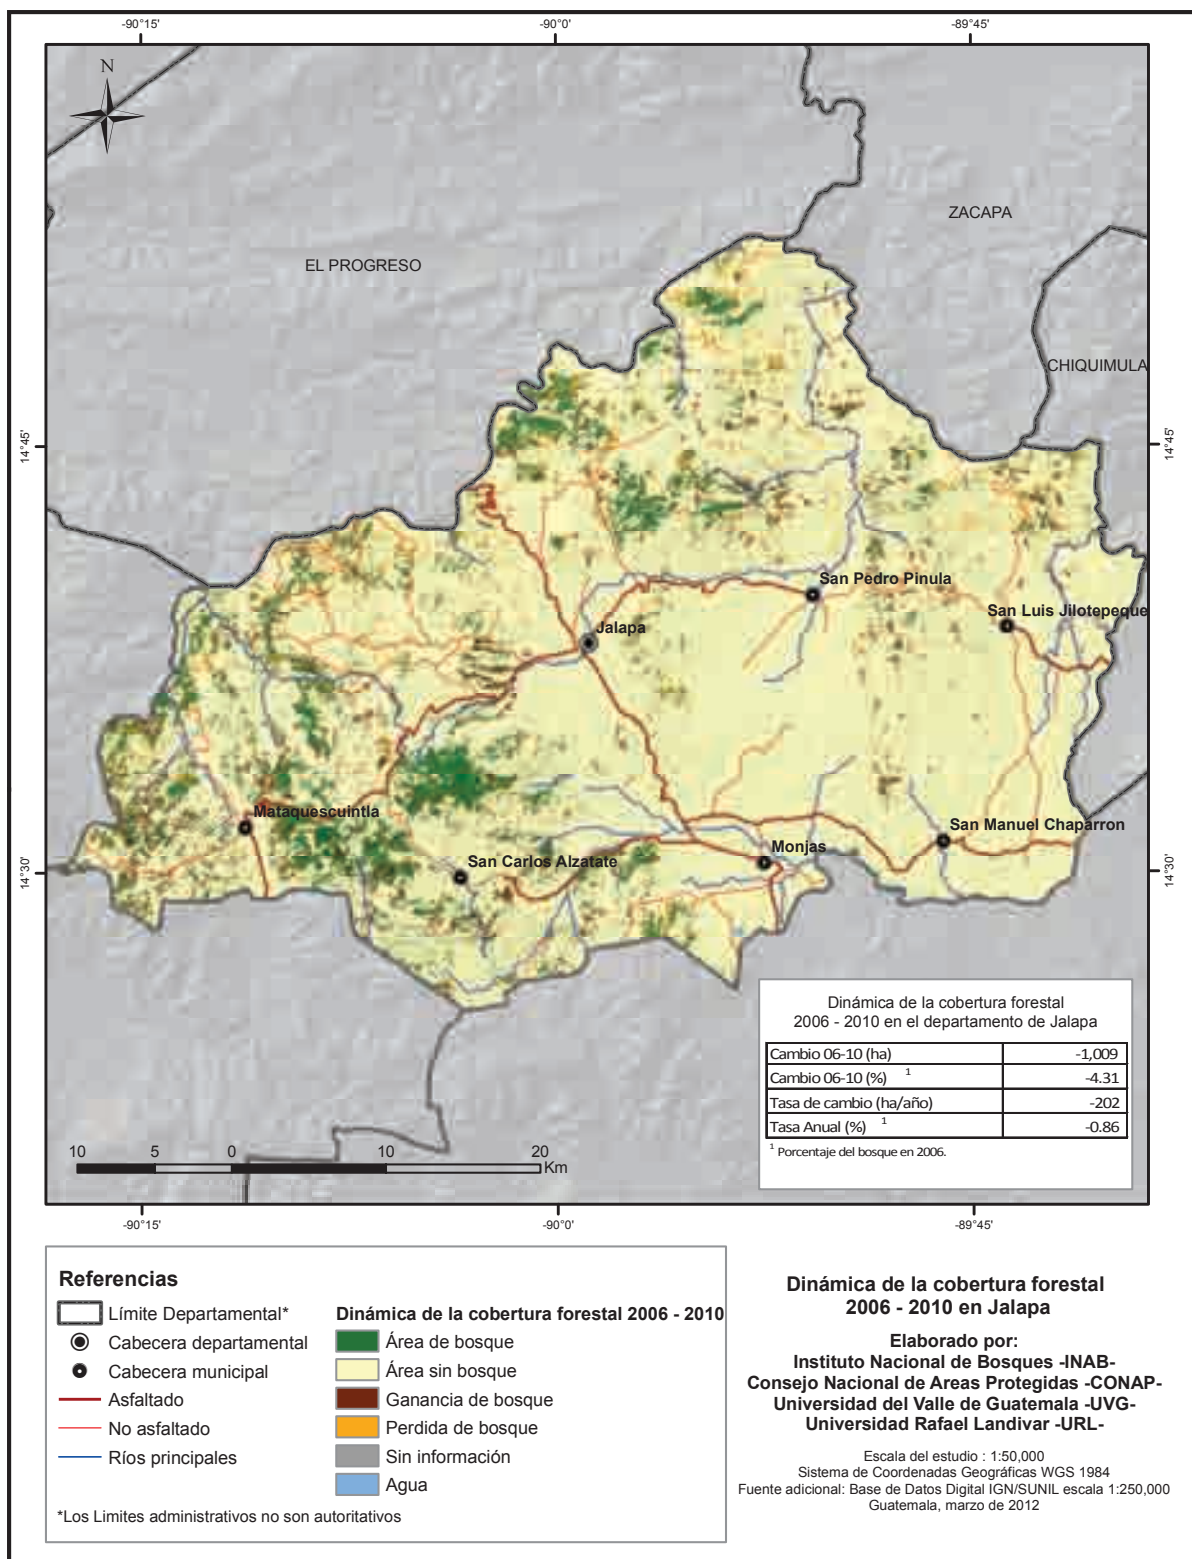 -90°15'
-90°0'
-89°45'
N
ZACAPA
EL PROGRESO
CHIQUIMULA
14°45'
14°45'
San Pedro Pinula
San Luis Jilotepeque
Jalapa
Mataquescuintla
San Manuel Chaparron
San Carlos Alzatate
Monjas
14°30'
14°30'
Dinámica de la cobertura forestal
2006 - 2010 en el departamento de Jalapa
Cambio 06-10 (ha) -1,009
Cambio 06-10 (%) 1 -4.31
Tasa de cambio (ha/año) -202
Tasa Anual (%) 1 -0.86
1 Porcentaje del bosque en 2006.
10 5 0 10 20
Km
-90°15'
-90°0'
-89°45'
Referencias
Límite Departamental*
Cabecera departamental
Cabecera municipal
Asfaltado
No asfaltado
Ríos principales
Dinámica de la cobertura forestal 2006 - 2010
Área de bosque
Área sin bosque
Ganancia de bosque
Perdida de bosque
Sin información
Agua
*Los Limites administrativos no son autoritativos
Dinámica de la cobertura forestal
2006 - 2010 en Jalapa
Elaborado por:
Instituto Nacional de Bosques -INAB-
Consejo Nacional de Areas Protegidas -CONAP-
Universidad del Valle de Guatemala -UVG-
Universidad Rafael Landivar -URL-
Escala del estudio : 1:50,000
Sistema de Coordenadas Geográficas WGS 1984
Fuente adicional: Base de Datos Digital IGN/SUNIL escala 1:250,000
Guatemala, marzo de 2012